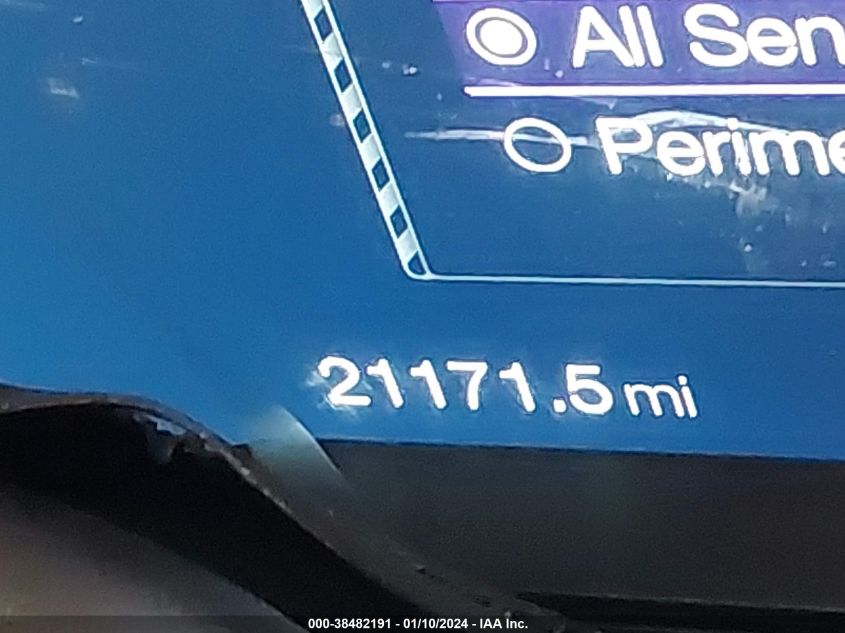 All Sen
Perime
21171.5 mi
000-38482191 - 01/10/2024 - IAA Inc.